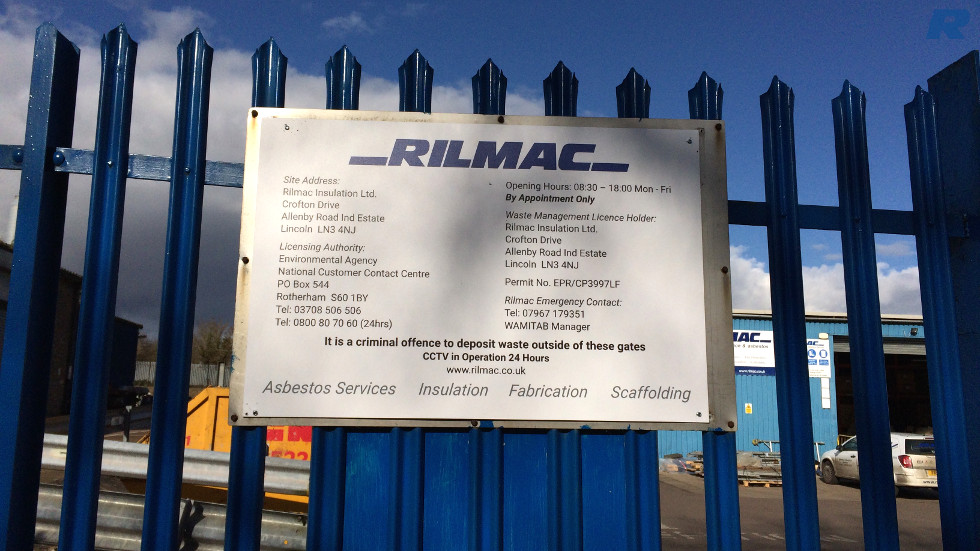 RILMAC
Site Address:
Rilmac Insulation Ltd.
Crofton Drive
Allenby Road Ind Estate
Lincoln LN3 4NJ
Licensing Authority:
Environmental Agency
National Customer Contact Centre
PO Box 544
Rotherham S60 1BY
Tel: 03708 506 506
Tel: 0800 80 70 60 (24hrs)
Opening Hours: 08:30 – 18:00 Mon - Fri
By Appointment Only
Waste Management Licence Holder:
Rilmac Insulation Ltd.
Crofton Drive
Allenby Road Ind Estate
Lincoln LN3 4NJ
Permit No. EPR/CP3997LF
Rilmac Emergency Contact:
Tel: 07967 179351
WAMITAB Manager
It is a criminal offence to deposit waste outside of these gates
CCTV in Operation 24 Hours
www.rilmac.co.uk
Asbestos Services Insulation Fabrication Scaffolding
MAC
RILMAC
R